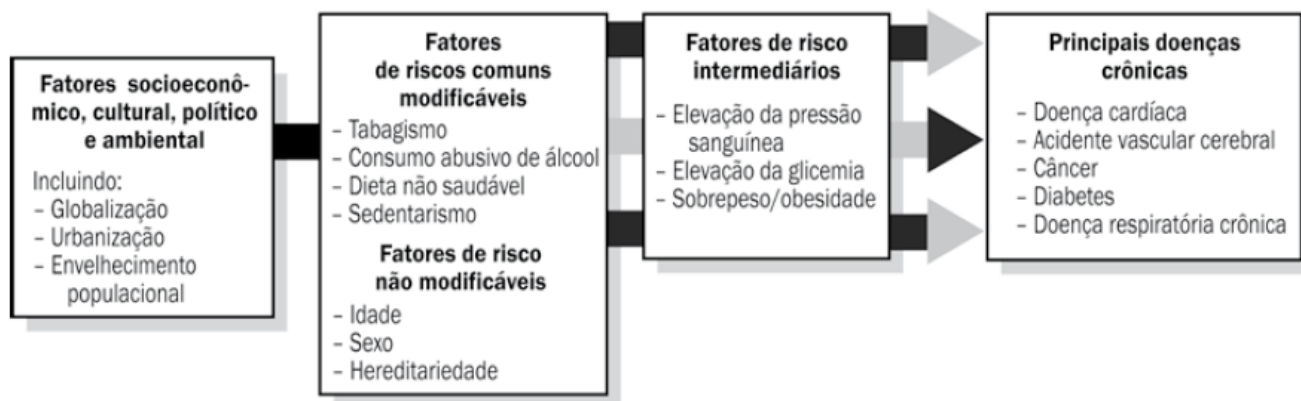 Fatores socioeconô-
mico, cultural, político
e ambiental
Incluindo:
– Globalização
– Urbanização
– Envelhecimento
populacional
Fatores
de riscos comuns
modificáveis
– Tabagismo
– Consumo abusivo de álcool
– Dieta não saudável
– Sedentarismo
Fatores de risco
não modificáveis
– Idade
– Sexo
– Hereditariedade
Fatores de risco
intermediários
– Elevação da pressão
sanguínea
– Elevação da glicemia
– Sobrepeso/obesidade
Principais doenças
crônicas
– Doença cardíaca
– Acidente vascular cerebral
– Câncer
– Diabetes
– Doença respiratória crônica